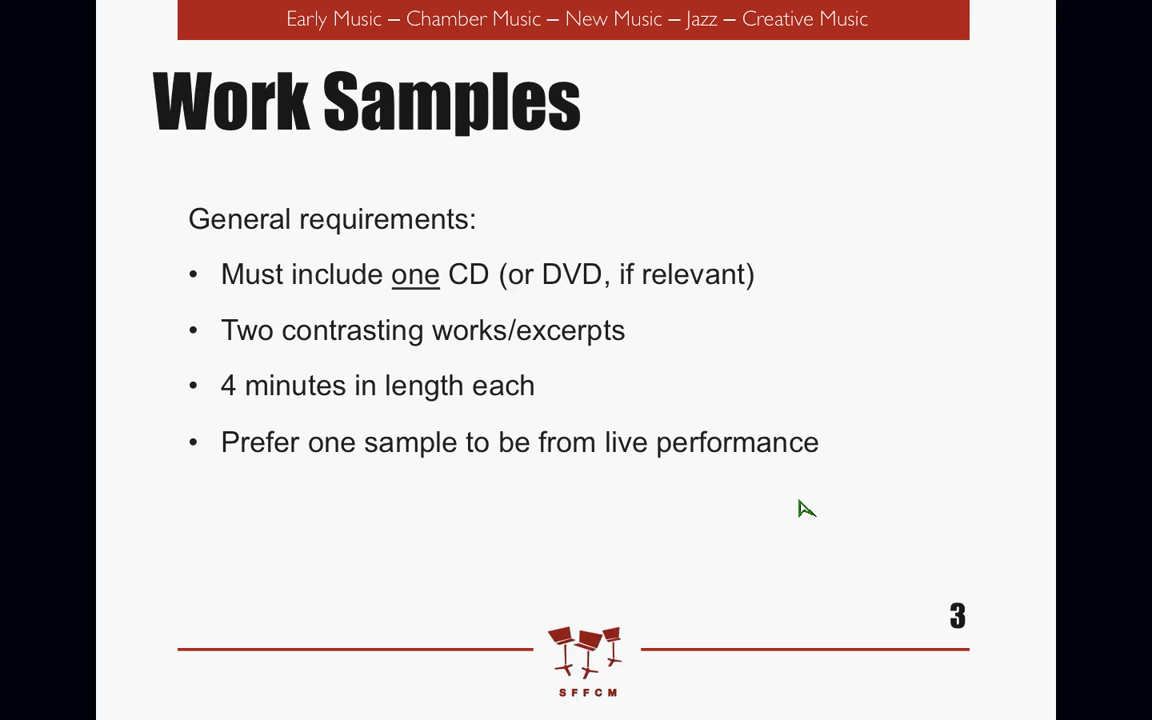 Early Music – Chamber Music – New Music – Jazz – Creative Music
Work Samples
General requirements:
• Must include one CD (or DVD, if relevant)
• Two contrasting works/excerpts
• 4 minutes in length each
• Prefer one sample to be from live performance
3
SFFCM